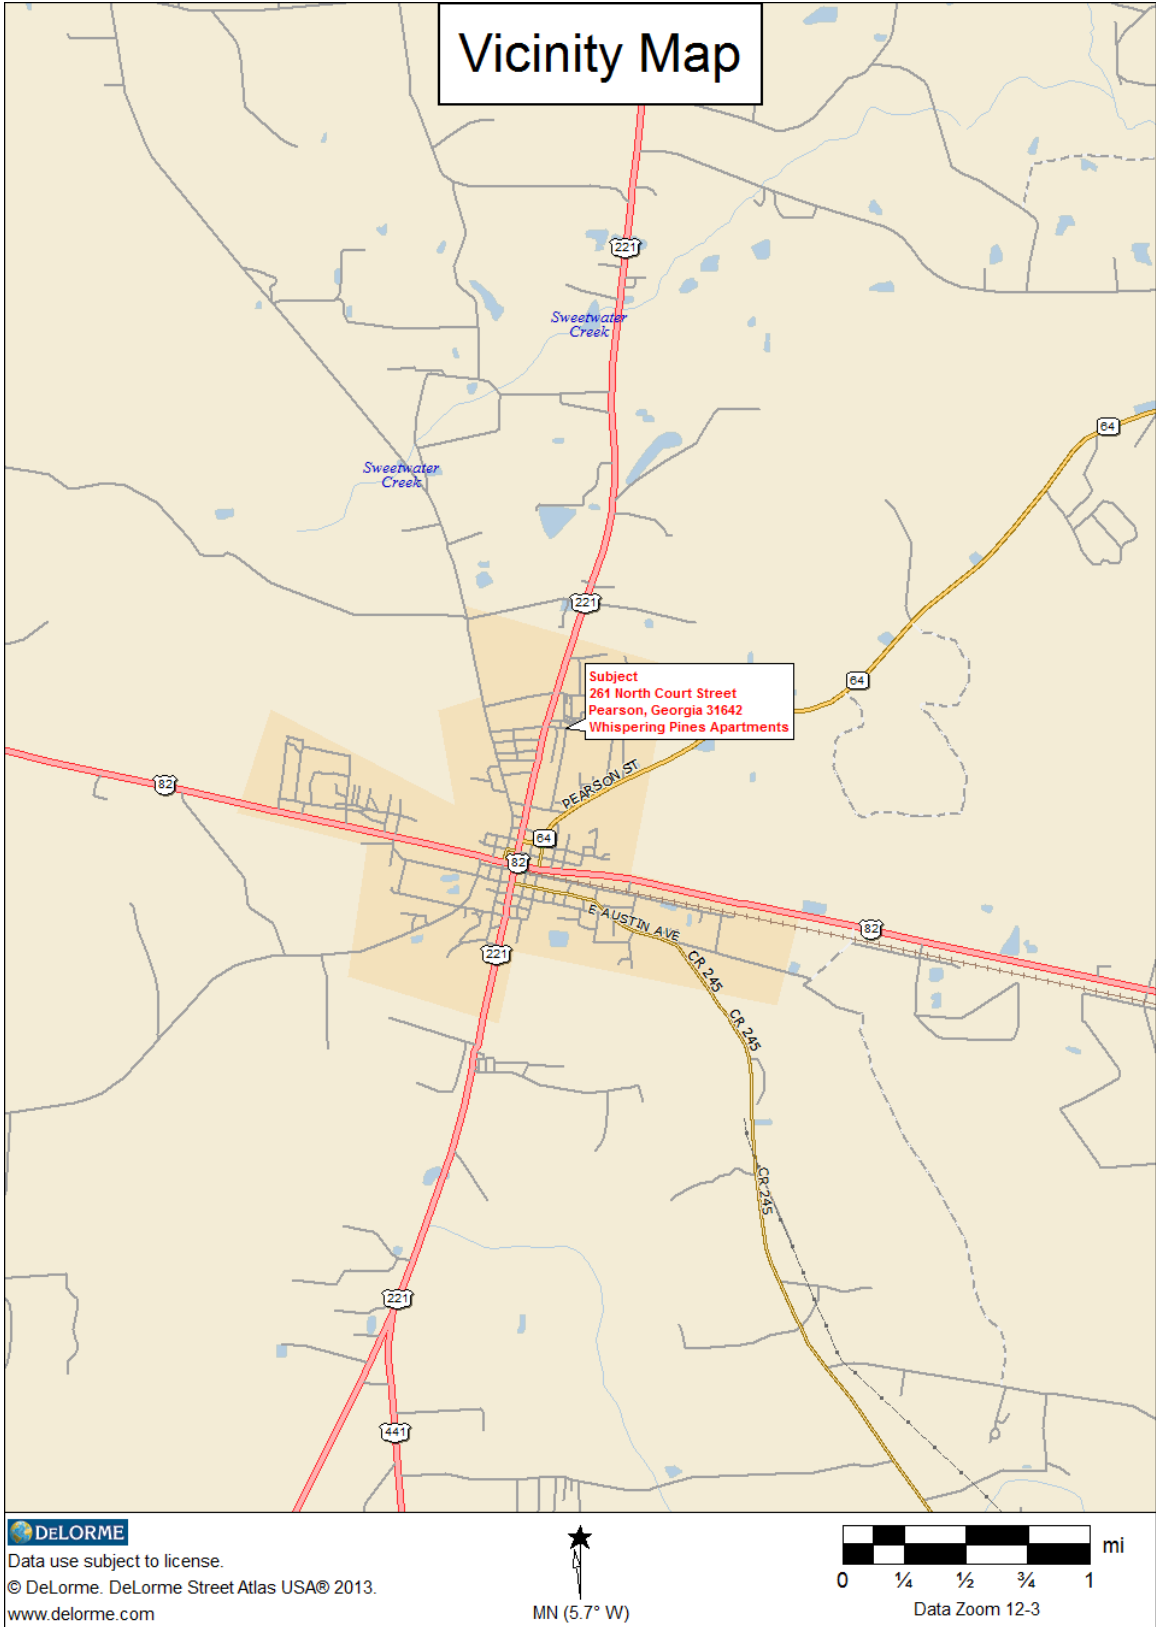 Vicinity Map
221
Sweetwater
Creek
64
Sweetwater
Creek
221
Subject
261 North Court Street
Pearson, Georgia 31642
Whispering Pines Apartments
64
82
PEARSON ST
64
82
E AUSTIN AVE
82
221
CR 245
CR 245
CR 245
221
441
DELORME
Data use subject to license.
© DeLorme. DeLorme Street Atlas USA® 2013.
www.delorme.com
MN (5.7° W)
mi
0 ¼ ½ ¾ 1
Data Zoom 12-3